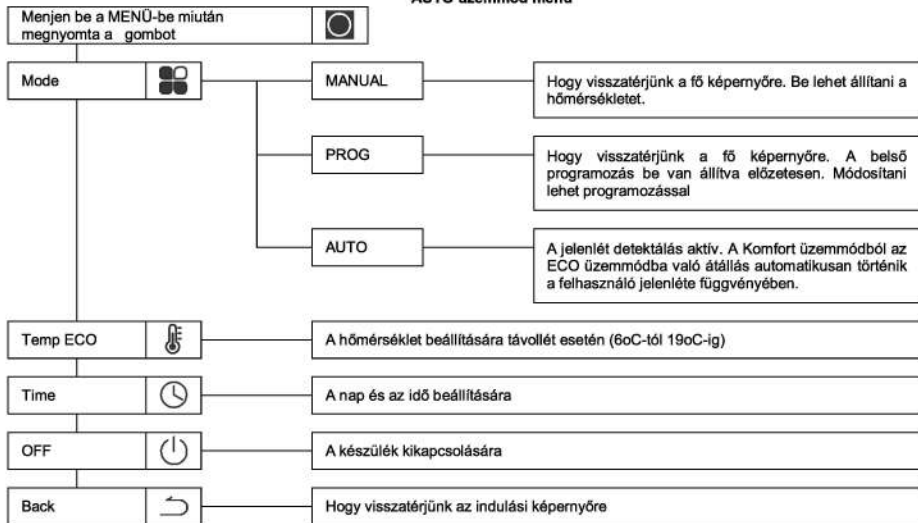 AUTO üzemmód menü
Menjen be a MENÜ-be miután
megnyomta a gombot
Mode
MANUAL
Hogy visszatérjünk a fő képernyőre. Be lehet állítani a
hőmérsékletet.
PROG
Hogy visszatérjünk a fő képernyőre. A belső
programozás be van állítva előzetesen. Módosítani
lehet programozással
AUTO
A jelenlét detektálás aktív. A Komfort üzemmódból az
ECO üzemmódba való átállás automatikusan történik
a felhasználó jelenléte függvényében.
Temp ECO
A hőmérséklet beállítására távollét esetén (6oC-tól 19oC-ig)
Time
A nap és az idő beállítására
OFF
A készülék kikapcsolására
Back
Hogy visszatérjünk az indulási képernyőre